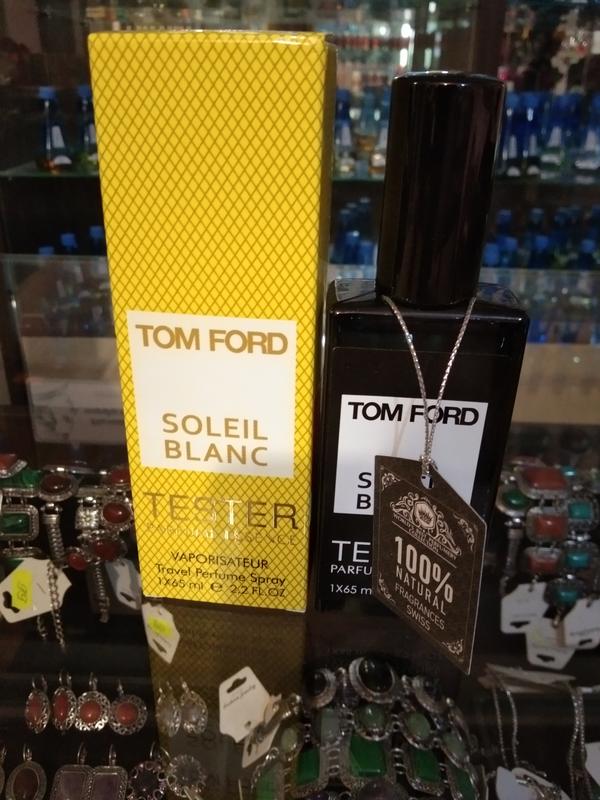 TOM FORD
SOLEIL
BLANC
TESTER
VAPORISATEUR
Travel Perfume Spray
1X65 ml ℮ 2.2 FL.OZ
TOM FORD
S
B
TE
PARFU
1X65 m
100%
NATURAL
FRAGRANCES
SWISS